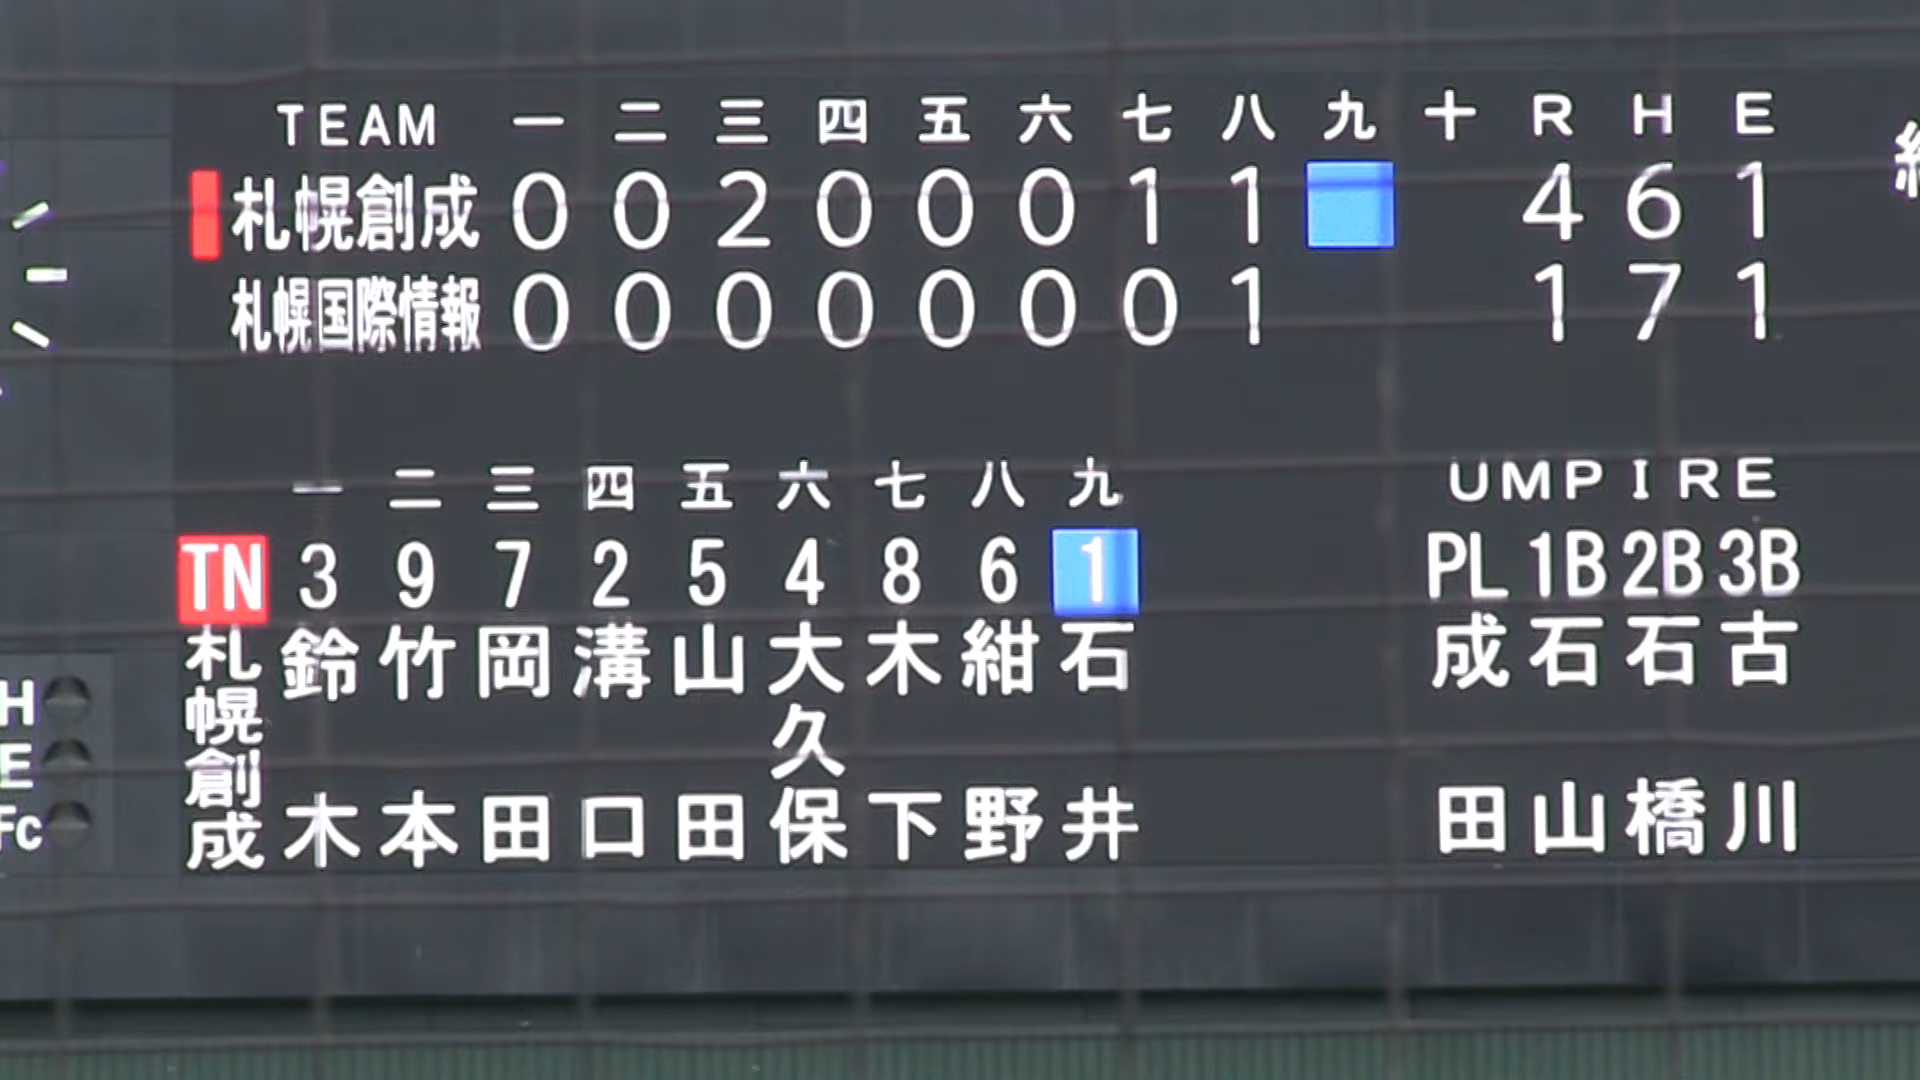 TEAM 一 二 三 四 五 六 七 八 九 十 R H E
札幌創成 0 0 2 0 0 0 1 1 4 6 1
札幌国際情報 0 0 0 0 0 0 0 1 1 7 1
一 二 三 四 五 六 七 八 九 UMPIRE
TN 3 9 7 2 5 4 8 6 1 PL 1B 2B 3B
札幌創成 鈴木 竹本 岡田 溝口 山田 大久保 木下 紺野 石井 成田 石山 石橋 古川
H
E
Fc